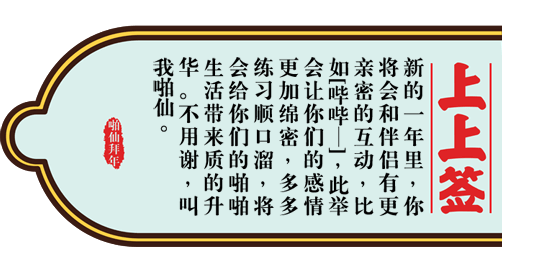 上上签
新的一年里，你
将会和伴侣有更
亲密的互动，比
如[哔哔—]，此举
会让你们的感情
更加绵密，多多
练习顺口溜，将
会给你们的啪啪
生活带来质的升
华。不用谢，叫
我啪仙。
啪仙拜年